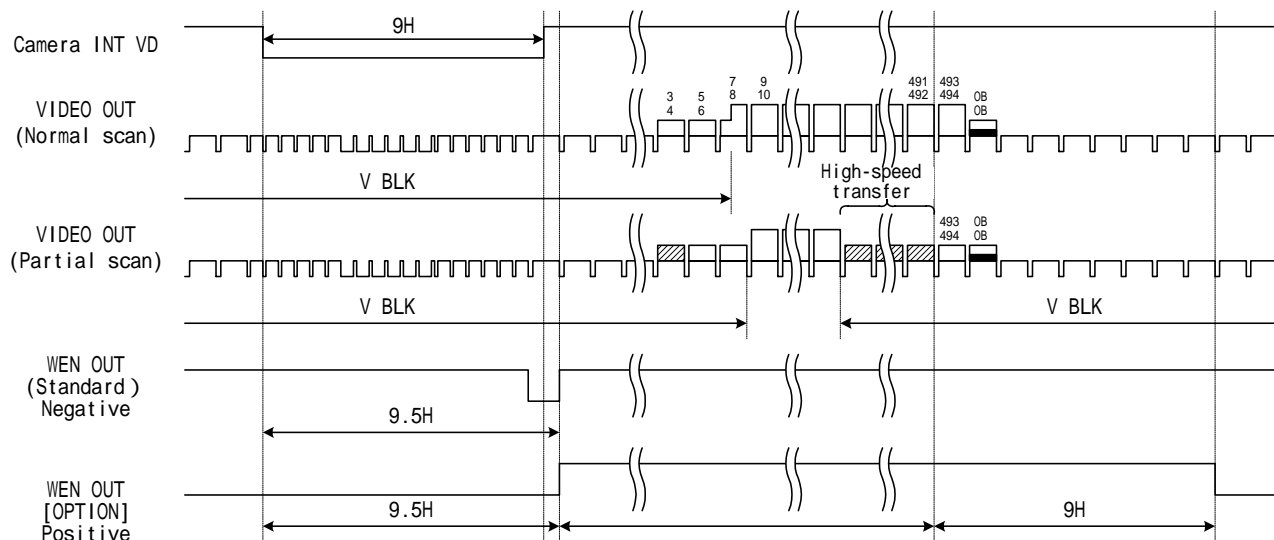 9H
Camera INT VD
7 9 491 493
3 5 8 10 492 494 OB
4 6 OB
VIDEO OUT
(Normal scan)
High-speed
transfer
V BLK
493 OB
494 OB
VIDEO OUT
(Partial scan)
V BLK V BLK
WEN OUT
(Standard)
Negative
9.5H
WEN OUT
[OPTION]
Positive
9.5H 9H